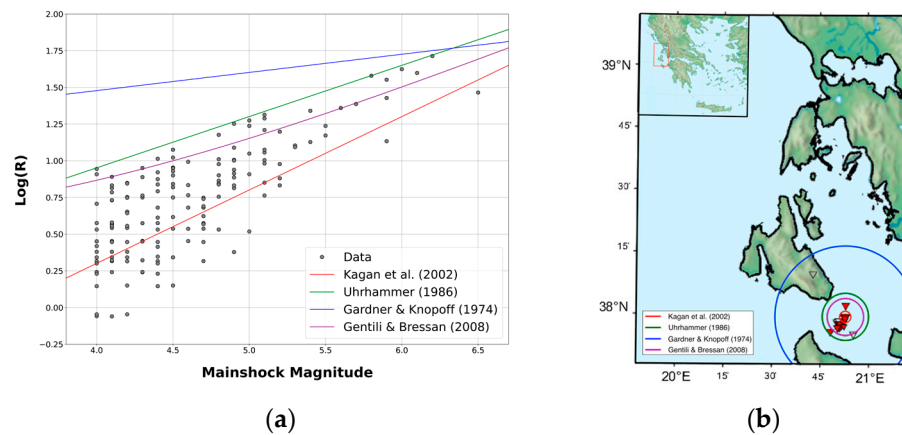 2.00
1.75
1.50
1.25
1.00
0.75
0.50
0.25
0.00
−0.25
Log(R)
4.0 4.5 5.0 5.5 6.0 6.5
Mainshock Magnitude
Data
Kagan et al. (2002)
Uhrhammer (1986)
Gardner & Knopoff (1974)
Gentili & Bressan (2008)
(a)
39°N
45'
30'
15'
38°N
Kagan et al. (2002)
Uhrhammer (1986)
Gardner & Knopoff (1974)
Gentili & Bressan (2008)
20°E 15' 30' 45' 21°E
(b)